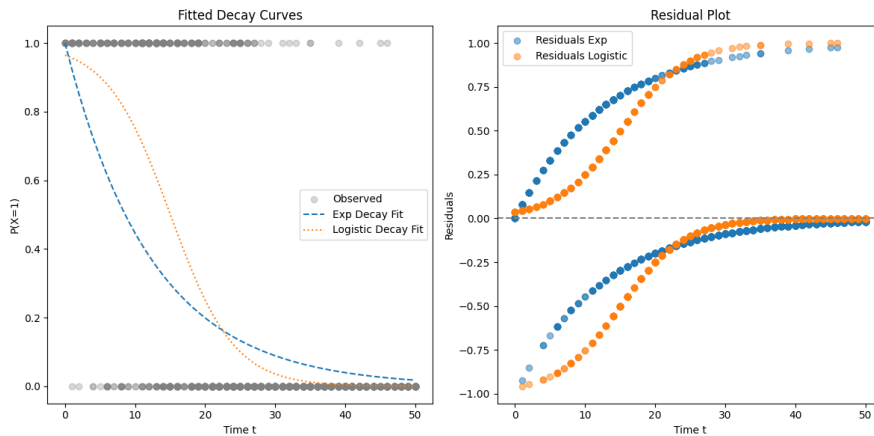 Fitted Decay Curves
1.0
0.8
0.6
0.4
0.2
0.0
P(X=1)
Observed
Exp Decay Fit
Logistic Decay Fit
0 10 20 30 40 50
Time t
Residual Plot
1.00
0.75
0.50
0.25
0.00
−0.25
−0.50
−0.75
−1.00
Residuals
Residuals Exp
Residuals Logistic
0 10 20 30 40 50
Time t